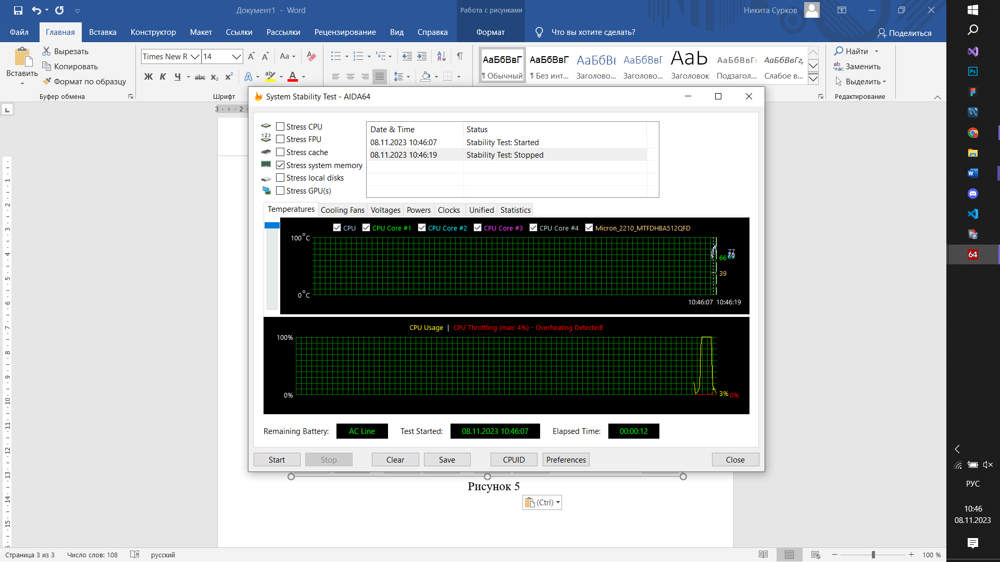 Документ1 - Word
Работа с рисунками
Никита Сурков
Файл
Главная
Вставка
Конструктор
Макет
Ссылки
Рассылки
Рецензирование
Вид
Справка
Формат
Что вы хотите сделать?
Поделиться
Вставить
Вырезать
Копировать
Формат по образцу
Буфер обмена
Times New R
14
Aa
Ж К Ч abc x₂ x²
Шрифт
АаБбВвГ
¶ Обычный
АаБбВвГ
¶ Без инт...
Заголово...
Заголово...
Заголовок
Подзагол...
Слабое в...
Найти
Заменить
Выделить
Редактирование
System Stability Test - AIDA64
Stress CPU
Stress FPU
Stress cache
Stress system memory
Stress local disks
Stress GPU(s)
Date & Time Status
08.11.2023 10:46:07 Stability Test: Started
08.11.2023 10:46:19 Stability Test: Stopped
Temperatures Cooling Fans Voltages Powers Clocks Unified Statistics
CPU CPU Core #1 CPU Core #2 CPU Core #3 CPU Core #4 Micron_2210_MTFDHBA512QFD
100°C
77
66
39
0°C
10:46:07 10:46:19
CPU Usage | CPU Throttling (max: 4%) - Overheating Detected!
100%
0%
3% 0%
Remaining Battery: AC Line Test Started: 08.11.2023 10:46:07 Elapsed Time: 00:00:12
Start Stop Clear Save CPUID Preferences Close
Рисунок 5
(Ctrl)
Страница 3 из 3 Число слов: 108 русский
100 %
64
РУС
10:46
08.11.2023